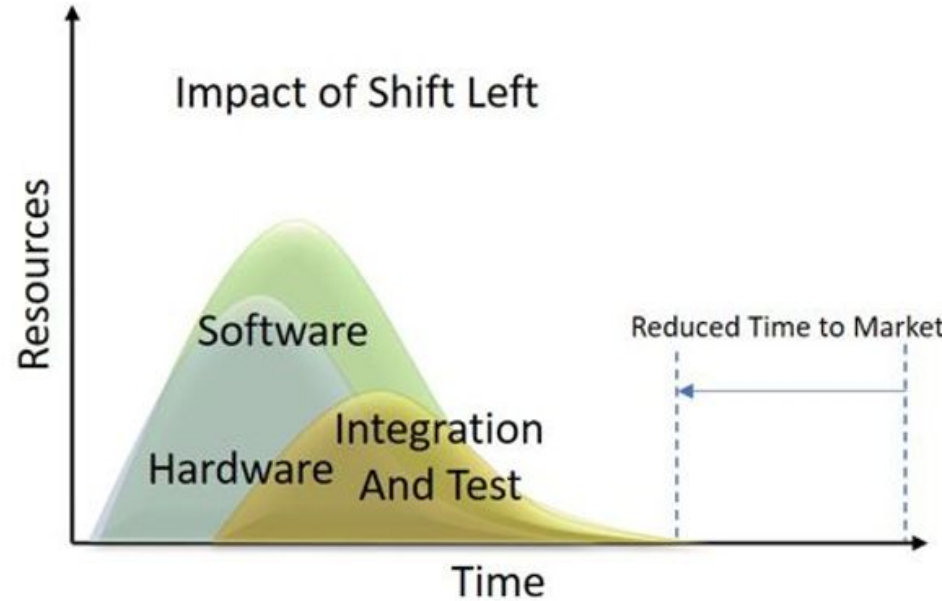 Impact of Shift Left
Resources
Software
Reduced Time to Market
Integration
And Test
Hardware
Time